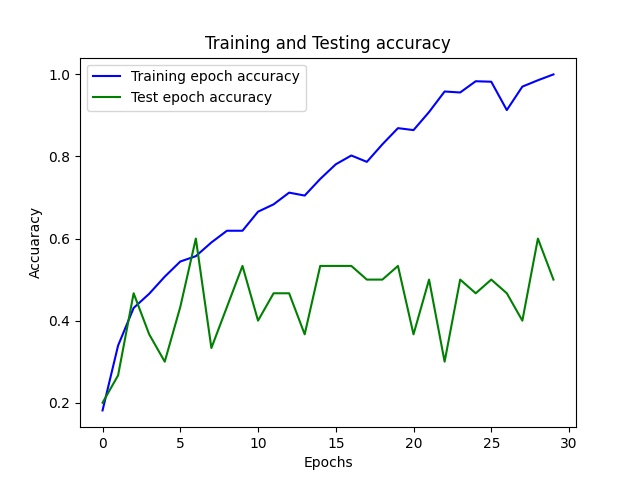 Training and Testing accuracy
Training epoch accuracy
Test epoch accuracy
1.0
0.8
0.6
0.4
0.2
Accuaracy
0 5 10 15 20 25 30
Epochs